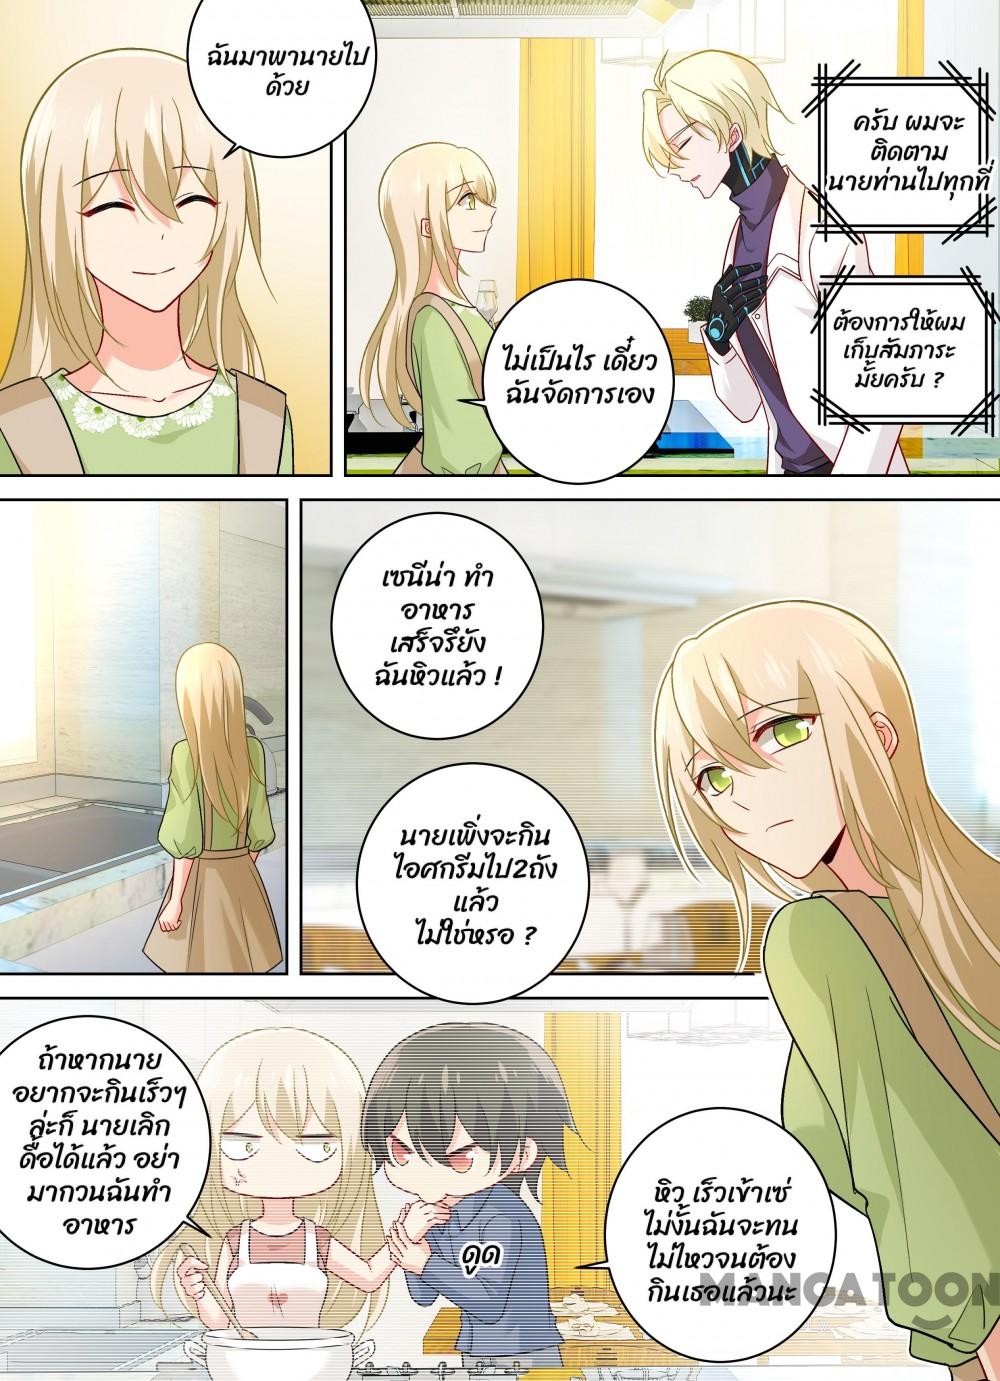 ฉันมาพานายไป
ด้วย
ครับ ผมจะ
ติดตาม
นายท่านไปทุกที่
ต้องการให้ผม
เก็บสัมภาระ
มั้ยครับ ?
ไม่เป็นไร เดี๋ยว
ฉันจัดการเอง
เซนีน่า ทำ
อาหาร
เสร็จรึยัง
ฉันหิวแล้ว !
นายเพิ่งจะกิน
ไอศกรีมไป2ถัง
แล้ว
ไม่ใช่หรอ ?
ถ้าหากนาย
อยากจะกินเร็วๆ
ล่ะก็ นายเลิก
ดื้อได้แล้ว อย่า
มากวนฉันทำ
อาหาร
ดูด
หิว เร็วเข้าเซ่
ไม่งั้นฉันจะทน
ไม่ไหวจนต้อง
กินเธอแล้วนะ
MANGATOON